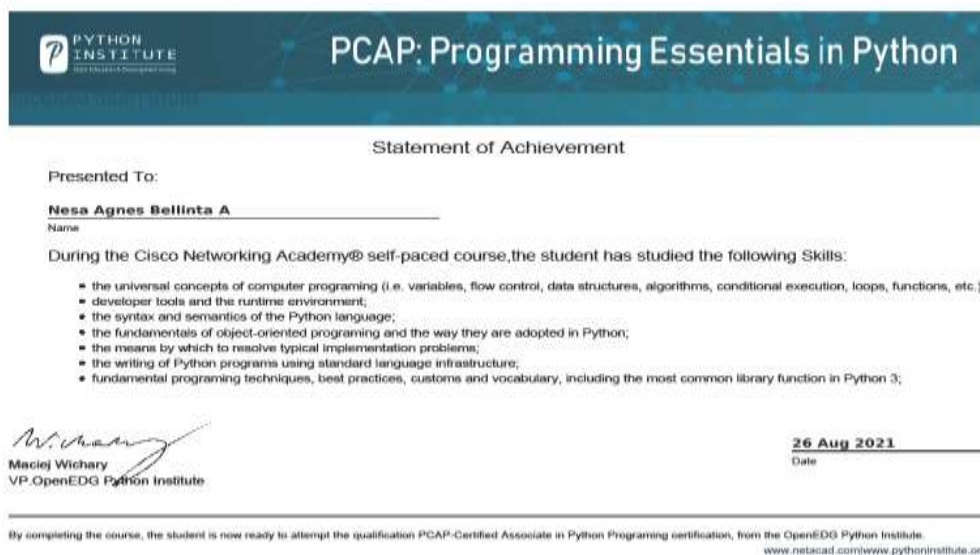 PYTHON
INSTITUTE
PCAP: Programming Essentials in Python
Statement of Achievement
Presented To:
Nesa Agnes Bellinta A
Name
During the Cisco Networking Academy® self-paced course,the student has studied the following Skills:
• the universal concepts of computer programing (i.e. variables, flow control, data structures, algorithms, conditional execution, loops, functions, etc.)
• developer tools and the runtime environment;
• the syntax and semantics of the Python language;
• the fundamentals of object-oriented programing and the way they are adopted in Python;
• the means by which to resolve typical implementation problems;
• the writing of Python programs using standard language infrastructure;
• fundamental programing techniques, best practices, customs and vocabulary, including the most common library function in Python 3;
26 Aug 2021
Date
Maciej Wichary
VP.OpenEDG Python Institute
By completing the course, the student is now ready to attempt the qualification PCAP-Certified Associate in Python Programing certification, from the OpenEDG Python Institute.